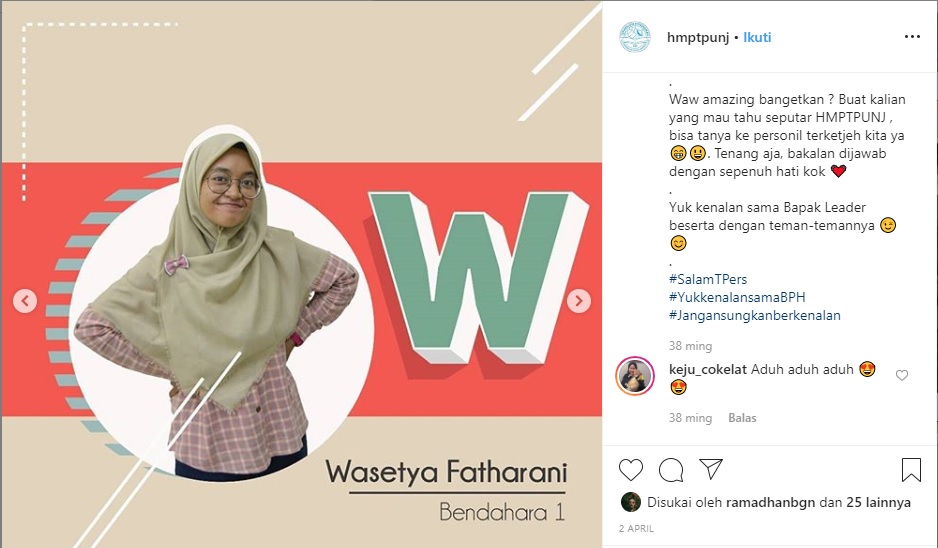 hmptpunj • Ikuti
.
Waw amazing bangetkan ? Buat kalian
yang mau tahu seputar HMPTPUNJ ,
bisa tanya ke personil terketjeh kita ya
😁😃. Tenang aja, bakalan dijawab
dengan sepenuh hati kok ❤️
.
Yuk kenalan sama Bapak Leader
beserta dengan teman-temannya 😉
😊
.
#SalamTPers
#YukkenalansamaBPH
#Jangansungkanberkenalan
38 ming
keju_cokelat Aduh aduh aduh 😍
😍
38 ming Balas
Disukai oleh ramadhanbgn dan 25 lainnya
2 APRIL
W
Wasetya Fatharani
Bendahara 1